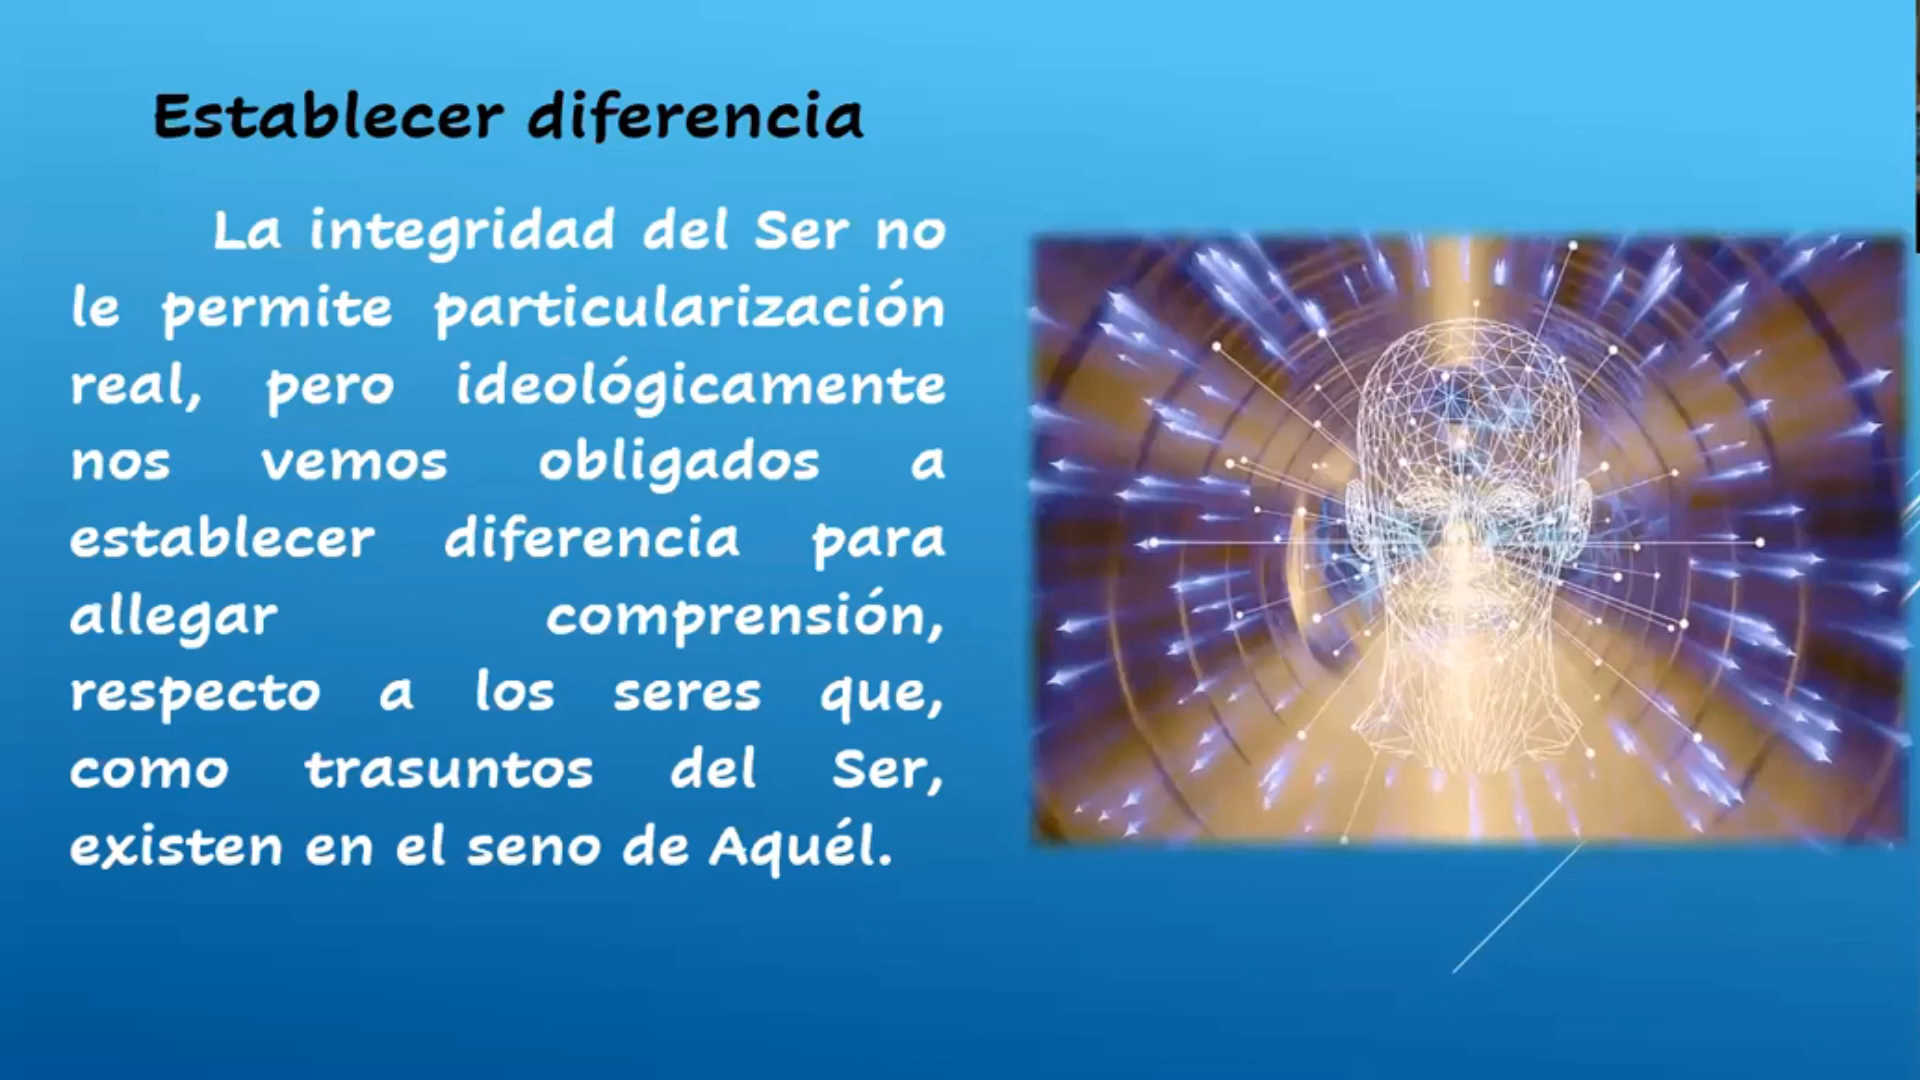 Establecer diferencia
La integridad del Ser no
le permite particularización
real, pero ideológicamente
nos vemos obligados a
establecer diferencia para
allegar comprensión,
respecto a los seres que,
como trasuntos del Ser,
existen en el seno de Aquél.